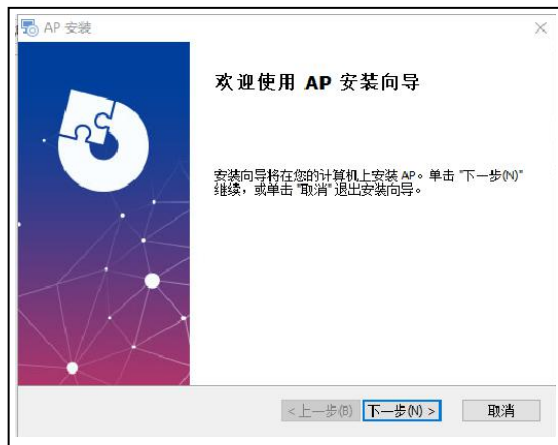 AP 安装
欢迎使用 AP 安装向导
安装向导将在您的计算机上安装 AP。单击 "下一步(N)"
继续，或单击 "取消" 退出安装向导。
<上一步(B)
下一步(N) >
取消